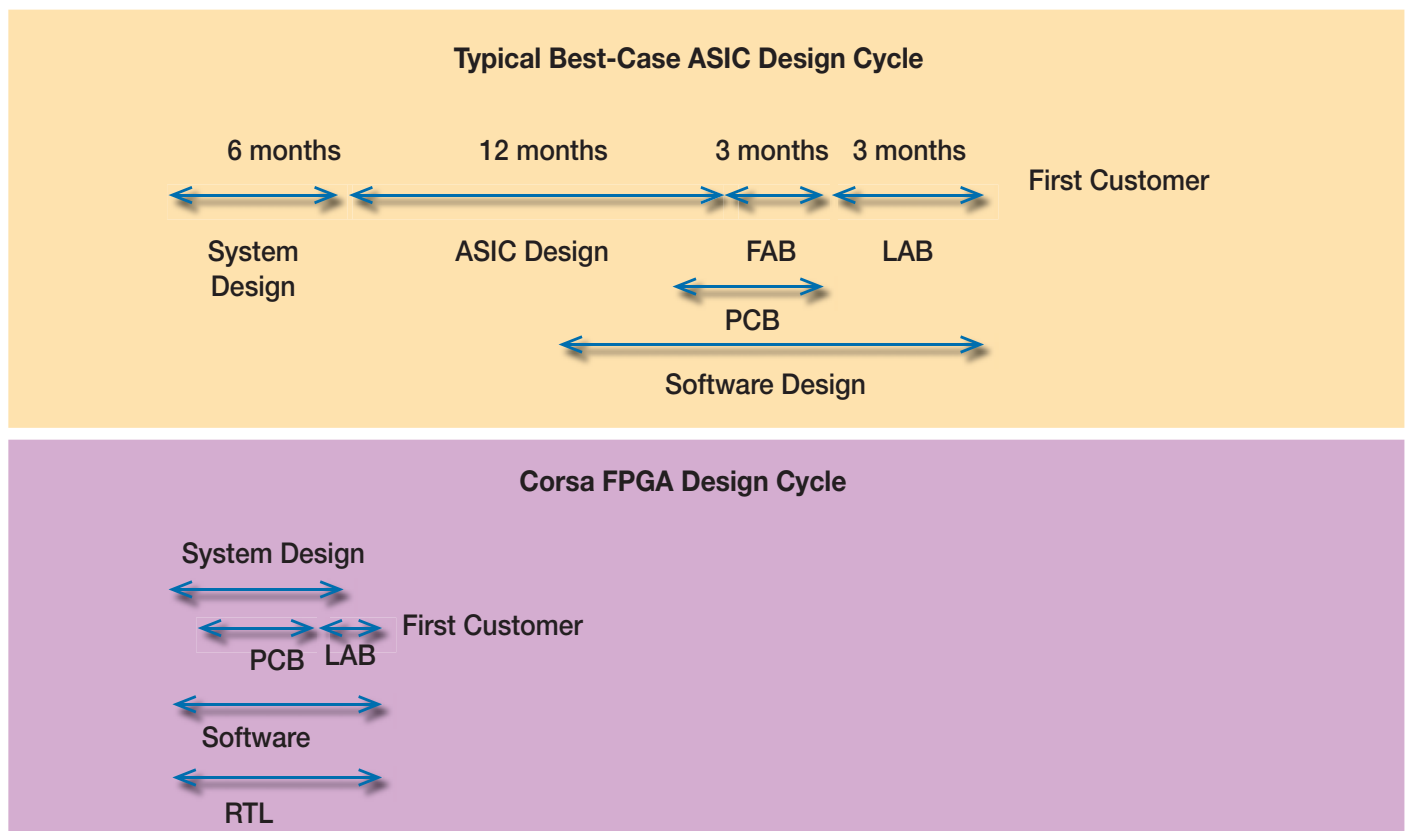 Typical Best-Case ASIC Design Cycle
6 months
12 months
3 months
3 months
First Customer
System
Design
ASIC Design
FAB
LAB
PCB
Software Design
Corsa FPGA Design Cycle
System Design
First Customer
PCB
LAB
Software
RTL